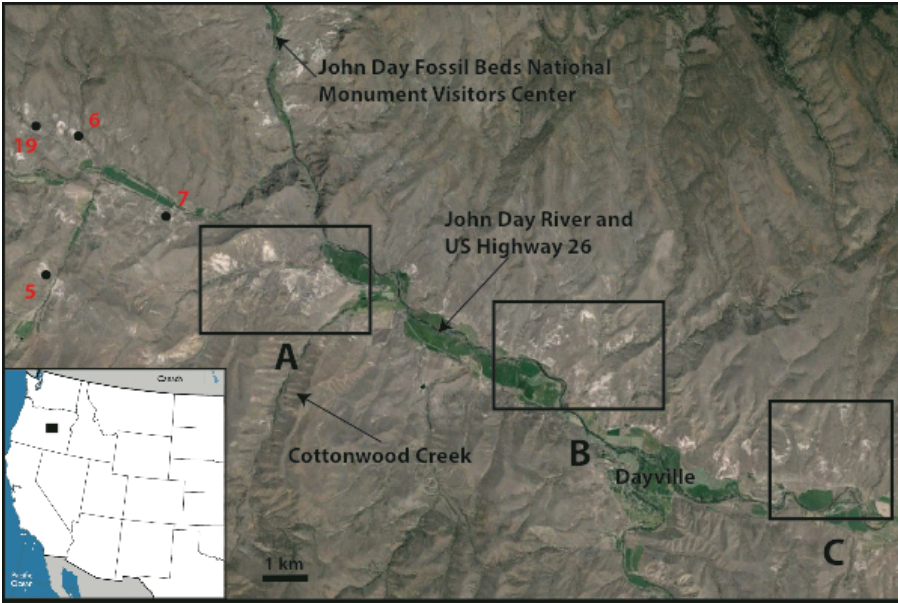 John Day Fossil Beds National
Monument Visitors Center
6
19
7
John Day River and
US Highway 26
5
A
Canada
Cottonwood Creek
B
Dayville
C
1 km
Pacific
Ocean